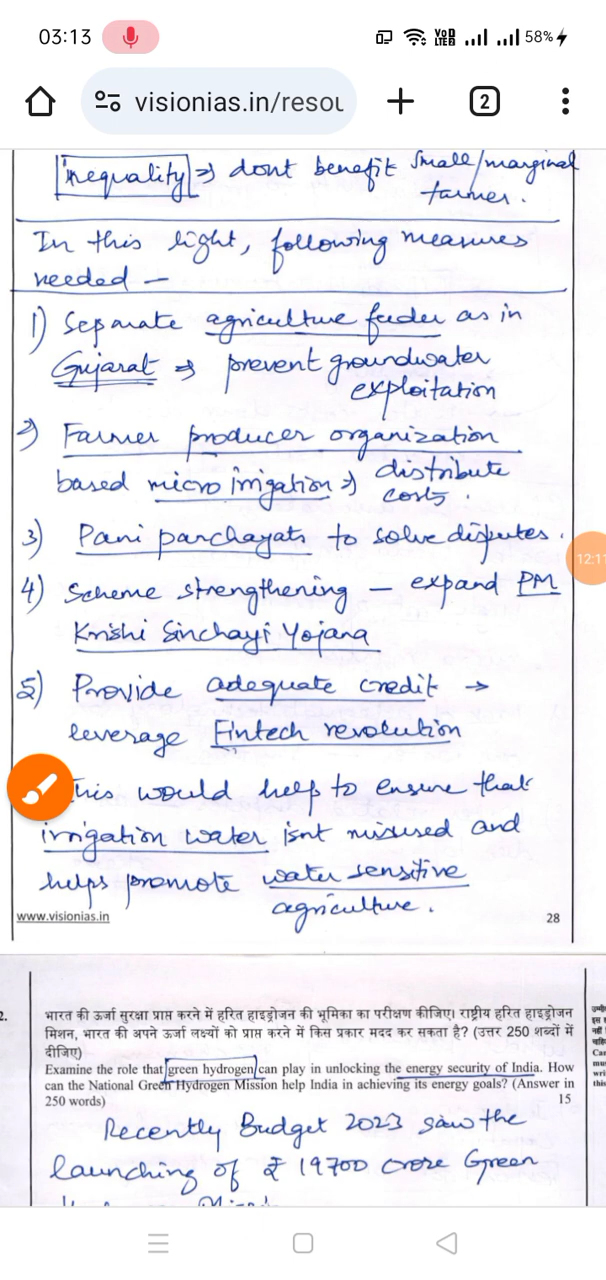 03:13
VoD LTE2 58%
visionias.in/resou
2
Inequality ⇒ dont benefit small/marginal
farmer.
In this light, following measures
needed —
1) Separate agriculture feeder as in
Gujarat ⇒ prevent groundwater
exploitation
2) Farmer producer organization
based micro irrigation ⇒ distribute
costs.
3) Pani panchayats to solve disputes.
12:11
4) Scheme strengthening — expand PM
Krishi Sinchayi Yojana
5) Provide adequate credit →
leverage Fintech revolution
This would help to ensure that
irrigation water isnt misused and
helps promote water sensitive
agriculture.
www.visionias.in
28
2.
भारत की ऊर्जा सुरक्षा प्राप्त करने में हरित हाइड्रोजन की भूमिका का परीक्षण कीजिए। राष्ट्रीय हरित हाइड्रोजन
मिशन, भारत की अपने ऊर्जा लक्ष्यों को प्राप्त करने में किस प्रकार मदद कर सकता है? (उत्तर 250 शब्दों में
दीजिए)
Examine the role that green hydrogen can play in unlocking the energy security of India. How
can the National Green Hydrogen Mission help India in achieving its energy goals? (Answer in
250 words) 15
Recently Budget 2023 saw the
launching of ₹ 19700 crore Green